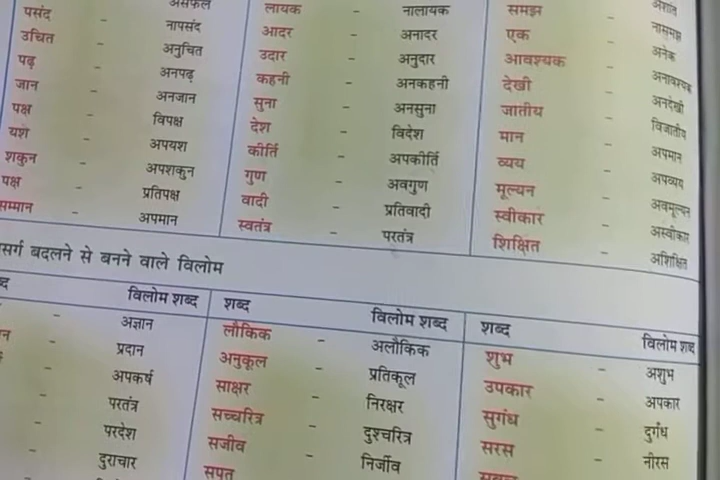 असफल लायक - नालायक समझ
पसंद - नापसंद आदर - अनादर एक - नासमझ
उचित - अनुचित उदार - अनुदार आवश्यक - अनेक
पढ़ - अनपढ़ कहनी - अनकहनी देखी - अनावश्यक
जान - अनजान सुना - अनसुना जातीय - अनदेखी
पक्ष - विपक्ष देश - विदेश मान - विजातीय
यश - अपयश कीर्ति - अपकीर्ति व्यय - अपमान
शकुन - अपशकुन गुण - अवगुण मूल्यन - अपव्यय
पक्ष - प्रतिपक्ष वादी - प्रतिवादी स्वीकार - अवमूल्यन
सम्मान - अपमान स्वतंत्र - परतंत्र शिक्षित - अस्वीकार
अशिक्षित
सर्ग बदलने से बनने वाले विलोम
विलोम शब्द शब्द विलोम शब्द शब्द विलोम शब्द
- अज्ञान लौकिक - अलौकिक शुभ - अशुभ
- प्रदान अनुकूल - प्रतिकूल उपकार - अपकार
- अपकर्ष साक्षर - निरक्षर सुगंध - दुर्गंध
- परतंत्र सच्चरित्र - दुश्चरित्र सरस - नीरस
- परदेश सजीव - निर्जीव
- दुराचार सपूत